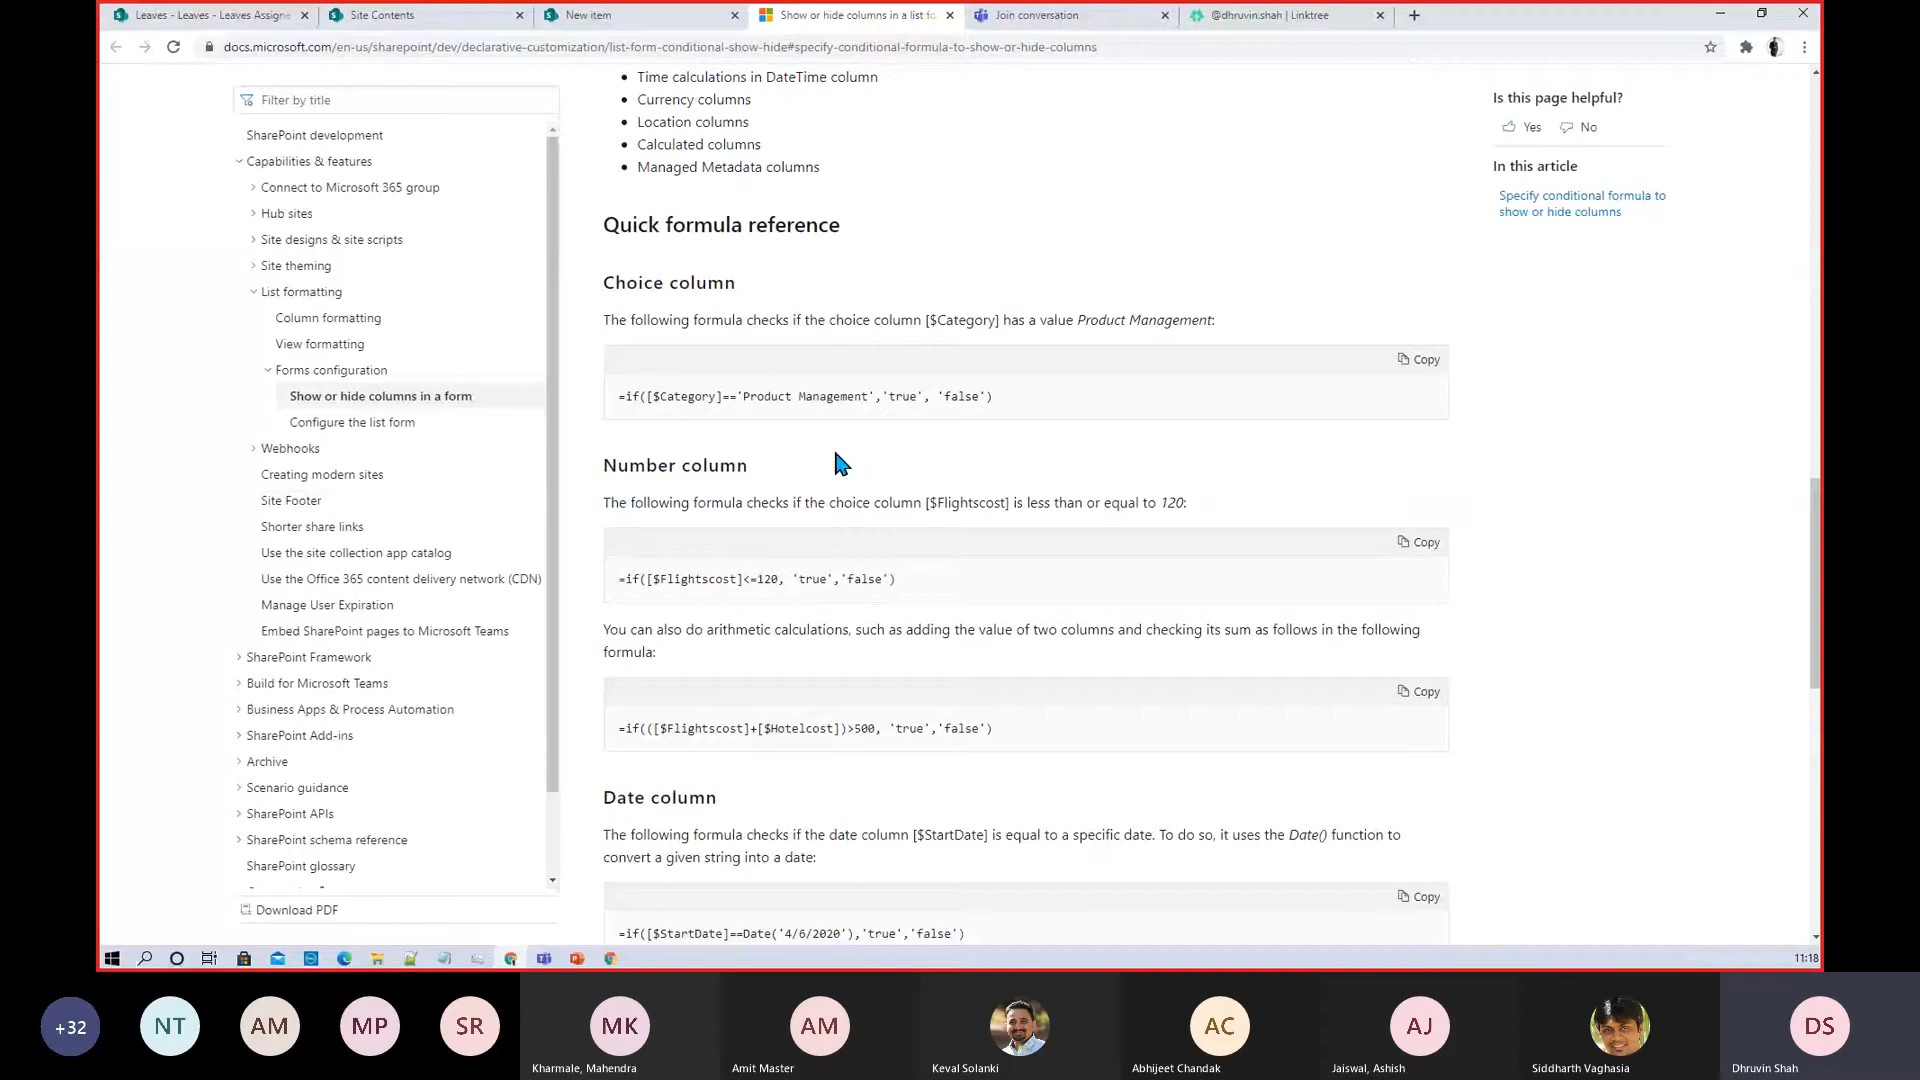 Leaves - Leaves - Leaves Assigne
Site Contents
New item
Show or hide columns in a list fo
Join conversation
@dhruvin.shah | Linktree
docs.microsoft.com/en-us/sharepoint/dev/declarative-customization/list-form-conditional-show-hide#specify-conditional-formula-to-show-or-hide-columns
Filter by title
SharePoint development
Capabilities & features
Connect to Microsoft 365 group
Hub sites
Site designs & site scripts
Site theming
List formatting
Column formatting
View formatting
Forms configuration
Show or hide columns in a form
Configure the list form
Webhooks
Creating modern sites
Site Footer
Shorter share links
Use the site collection app catalog
Use the Office 365 content delivery network (CDN)
Manage User Expiration
Embed SharePoint pages to Microsoft Teams
SharePoint Framework
Build for Microsoft Teams
Business Apps & Process Automation
SharePoint Add-ins
Archive
Scenario guidance
SharePoint APIs
SharePoint schema reference
SharePoint glossary
Download PDF
Time calculations in DateTime column
Currency columns
Location columns
Calculated columns
Managed Metadata columns
Quick formula reference
Choice column
The following formula checks if the choice column [$Category] has a value Product Management:
Copy
=if([$Category]=='Product Management','true', 'false')
Number column
The following formula checks if the choice column [$Flightscost] is less than or equal to 120:
Copy
=if([$Flightscost]<=120, 'true','false')
You can also do arithmetic calculations, such as adding the value of two columns and checking its sum as follows in the following
formula:
Copy
=if(([$Flightscost]+[$Hotelcost])>500, 'true','false')
Date column
The following formula checks if the date column [$StartDate] is equal to a specific date. To do so, it uses the Date() function to
convert a given string into a date:
Copy
=if([$StartDate]==Date('4/6/2020'),'true','false')
Is this page helpful?
Yes No
In this article
Specify conditional formula to
show or hide columns
11:18
+32
NT
AM
MP
SR
MK
AM
AC
AJ
DS
Kharmale, Mahendra
Amit Master
Keval Solanki
Abhijeet Chandak
Jaiswal, Ashish
Siddharth Vaghasia
Dhruvin Shah